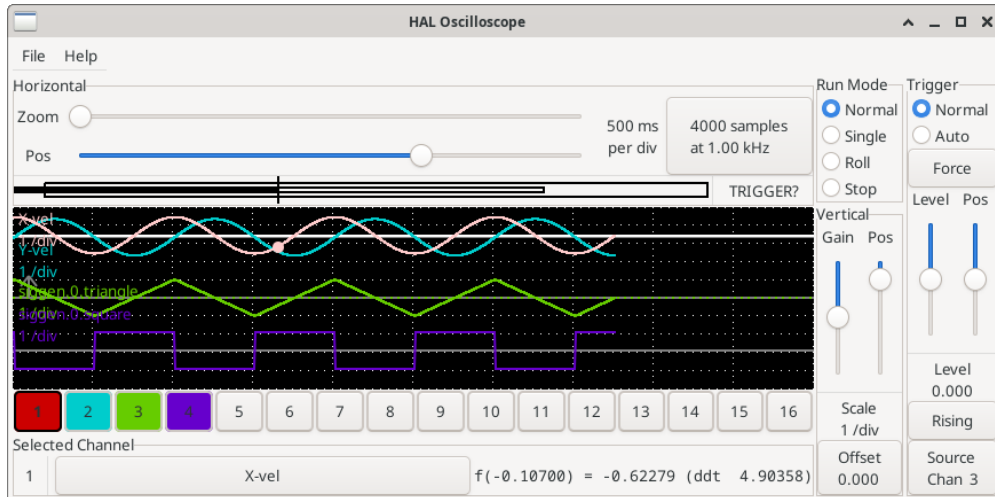 HAL Oscilloscope
File Help
Horizontal
Zoom
Pos
500 ms
per div
4000 samples
at 1.00 kHz
TRIGGER?
X-vel
1 /div
Y-vel
1 /div
siggen.0.triangle
1 /div
siggen.0.square
1 /div
1 2 3 4 5 6 7 8 9 10 11 12 13 14 15 16
Selected Channel
1 X-vel f(-0.10700) = -0.62279 (ddt 4.90358)
Run Mode
Normal
Single
Roll
Stop
Vertical
Gain Pos
Scale
1 /div
Offset
0.000
Trigger
Normal
Auto
Force
Level Pos
Level
0.000
Rising
Source
Chan 3